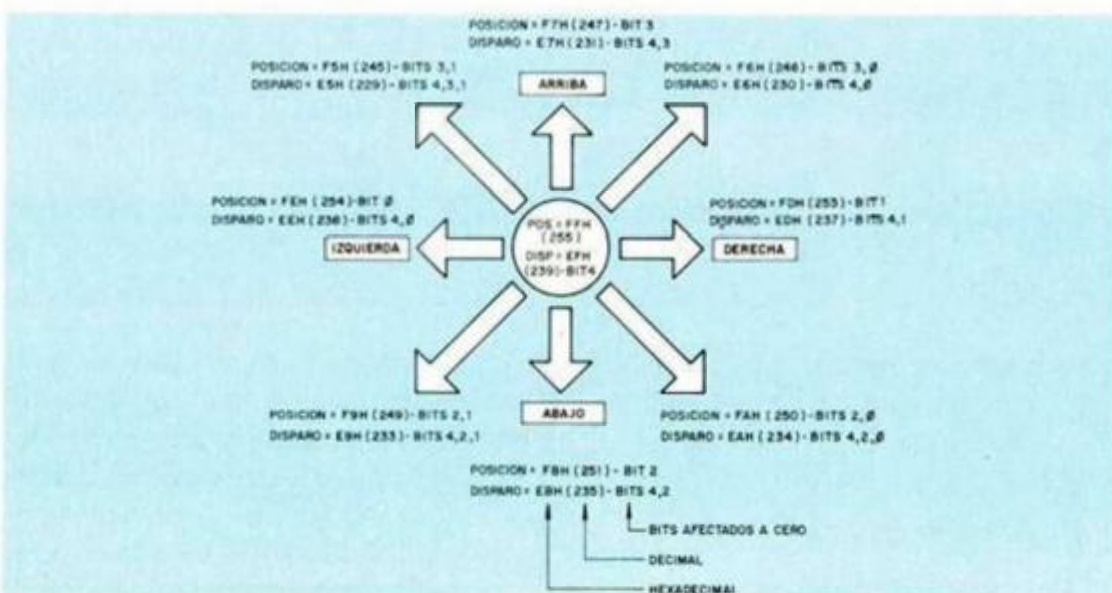 POSICION = F7H (247) - BIT 3
DISPARO = E7H (231) - BITS 4,3
POSICION = F5H (245) - BITS 3,1
DISPARO = E5H (229) - BITS 4,3,1
ARRIBA
POSICION = F6H (246) - BITS 3,Ø
DISPARO = E6H (230) - BITS 4,Ø
POSICION = FEH (254) - BIT Ø
DISPARO = EEH (238) - BITS 4,Ø
IZQUIERDA
POS = FFH
(255)
DISP = EFH
(239) - BIT4
POSICION = FDH (253) - BIT 1
DISPARO = EDH (237) - BITS 4,1
DERECHA
POSICION = F9H (249) - BITS 2,1
DISPARO = E9H (233) - BITS 4,2,1
ABAJO
POSICION = FAH (250) - BITS 2,Ø
DISPARO = EAH (234) - BITS 4,2,Ø
POSICION = FBH (251) - BIT 2
DISPARO = EBH (235) - BITS 4,2
BITS AFECTADOS A CERO
DECIMAL
HEXADECIMAL